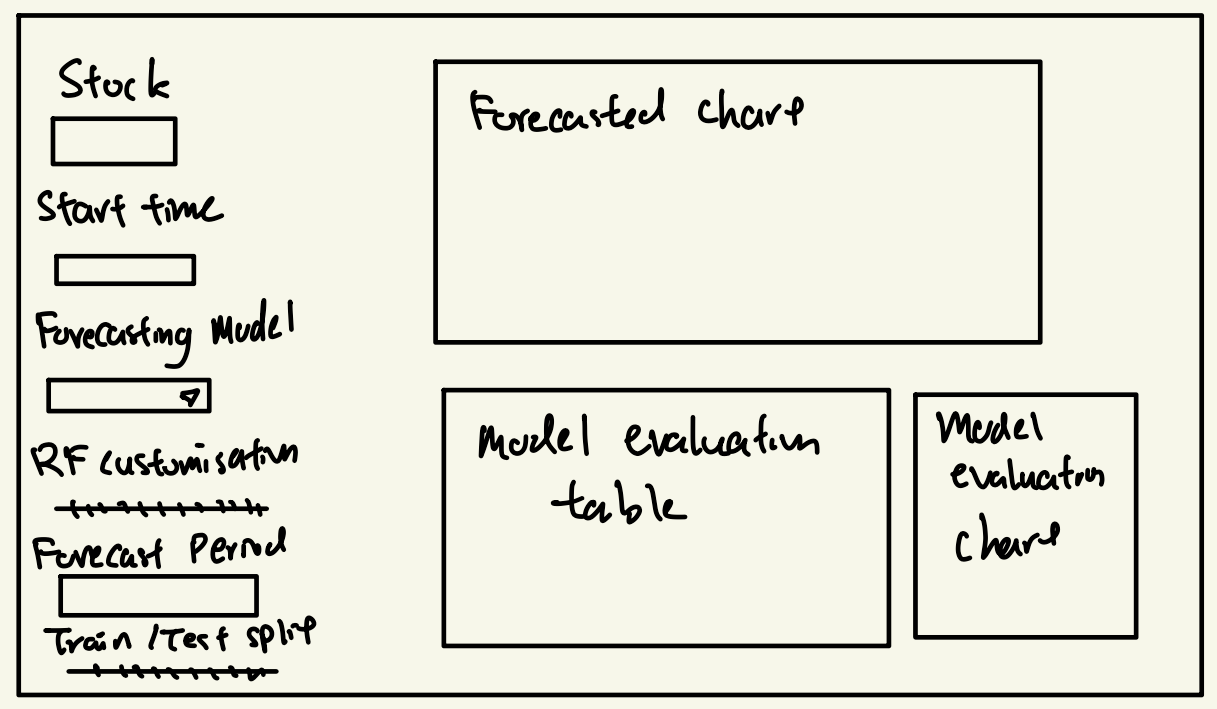 Stock
Start time
Forecasting Model
RF customisation
Forecast Period
Train / Test split
Forecasted chart
Model evaluation
table
Model
evaluation
chart